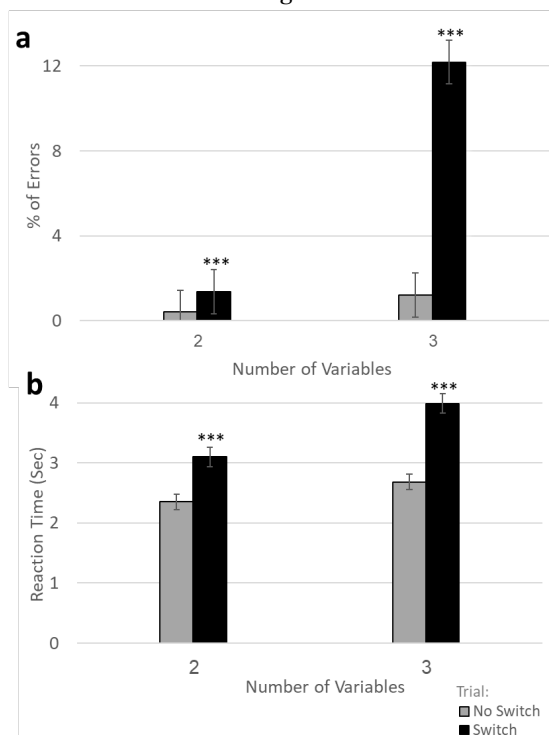 a
***
***
12
8
4
0
% of Errors
2
3
Number of Variables
b
***
***
4
3
2
1
0
Reaction Time (Sec)
2
3
Number of Variables
Trial:
No Switch
Switch